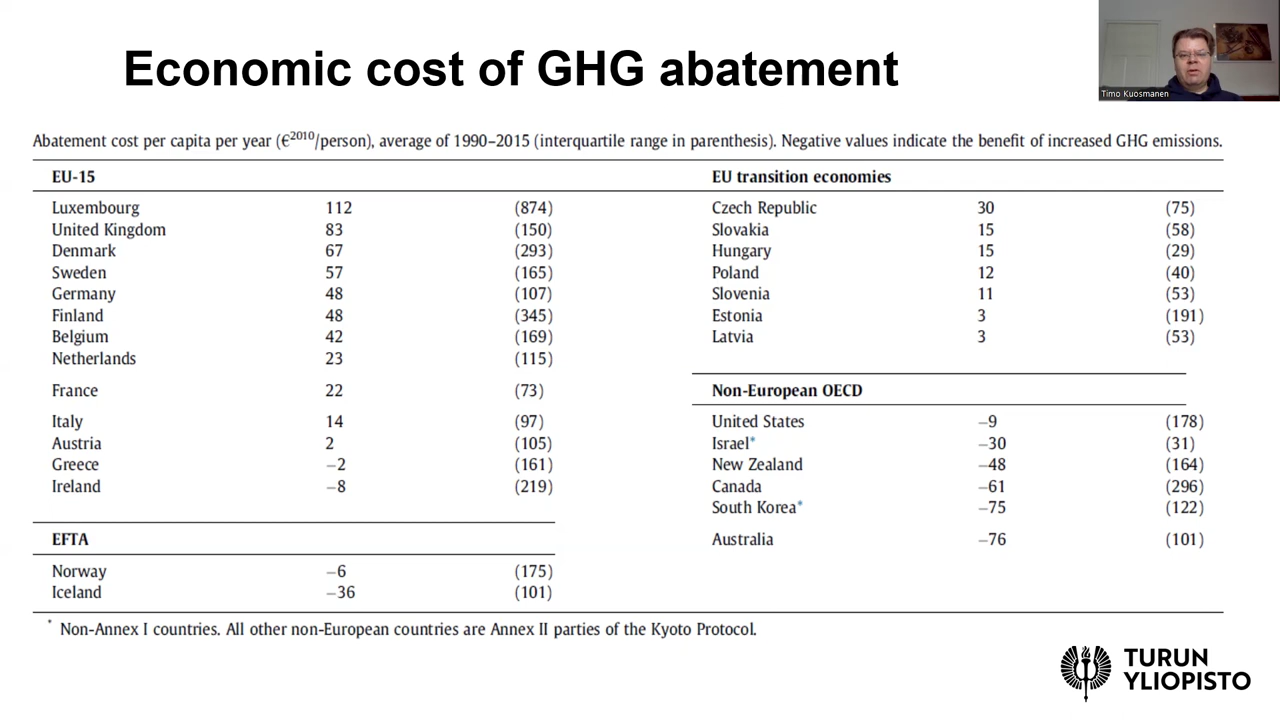 Economic cost of GHG abatement
Timo Kuosmanen
Abatement cost per capita per year (€2010/person), average of 1990–2015 (interquartile range in parenthesis). Negative values indicate the benefit of increased GHG emissions.
EU-15
Luxembourg 112 (874)
United Kingdom 83 (150)
Denmark 67 (293)
Sweden 57 (165)
Germany 48 (107)
Finland 48 (345)
Belgium 42 (169)
Netherlands 23 (115)
France 22 (73)
Italy 14 (97)
Austria 2 (105)
Greece −2 (161)
Ireland −8 (219)
EFTA
Norway −6 (175)
Iceland −36 (101)
EU transition economies
Czech Republic 30 (75)
Slovakia 15 (58)
Hungary 15 (29)
Poland 12 (40)
Slovenia 11 (53)
Estonia 3 (191)
Latvia 3 (53)
Non-European OECD
United States −9 (178)
Israel* −30 (31)
New Zealand −48 (164)
Canada −61 (296)
South Korea* −75 (122)
Australia −76 (101)
* Non-Annex I countries. All other non-European countries are Annex II parties of the Kyoto Protocol.
TURUN
YLIOPISTO